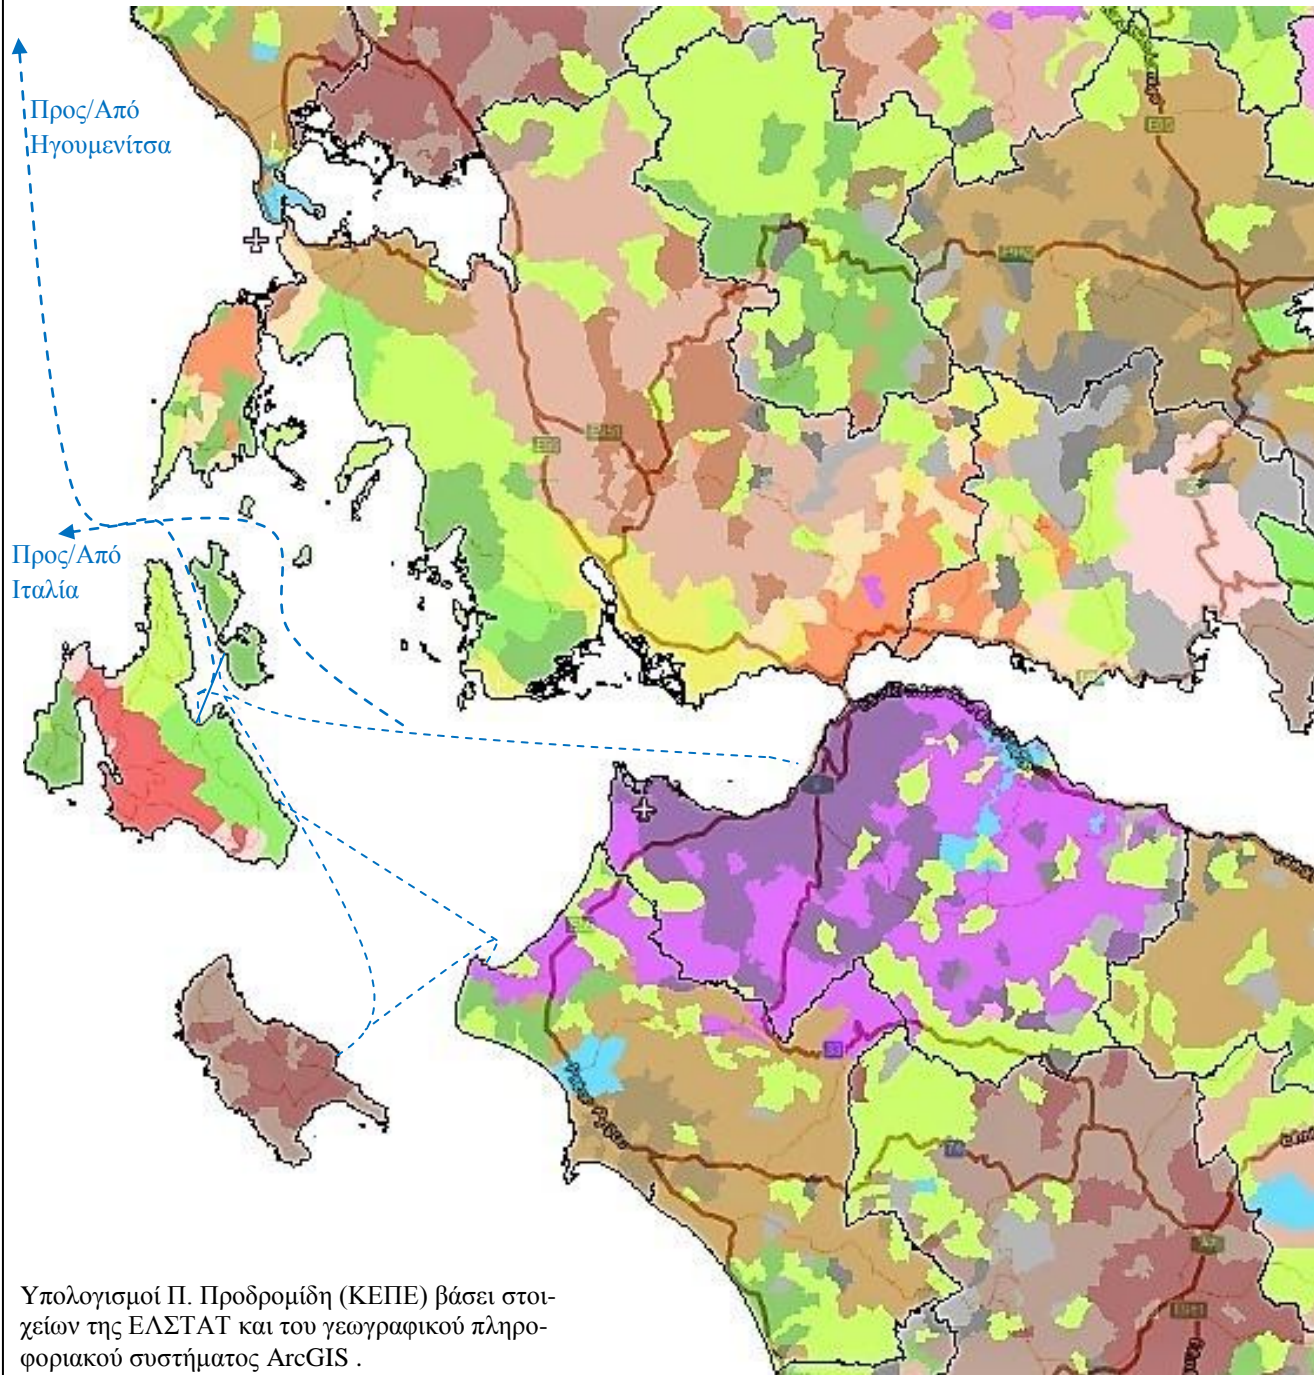 Προς/Από
Ηγουμενίτσα
Προς/Από
Ιταλία
Υπολογισμοί Π. Προδρομίδη (ΚΕΠΕ) βάσει στοι-
χείων της ΕΛΣΤΑΤ και του γεωγραφικού πληρο-
φοριακού συστήματος ArcGIS .